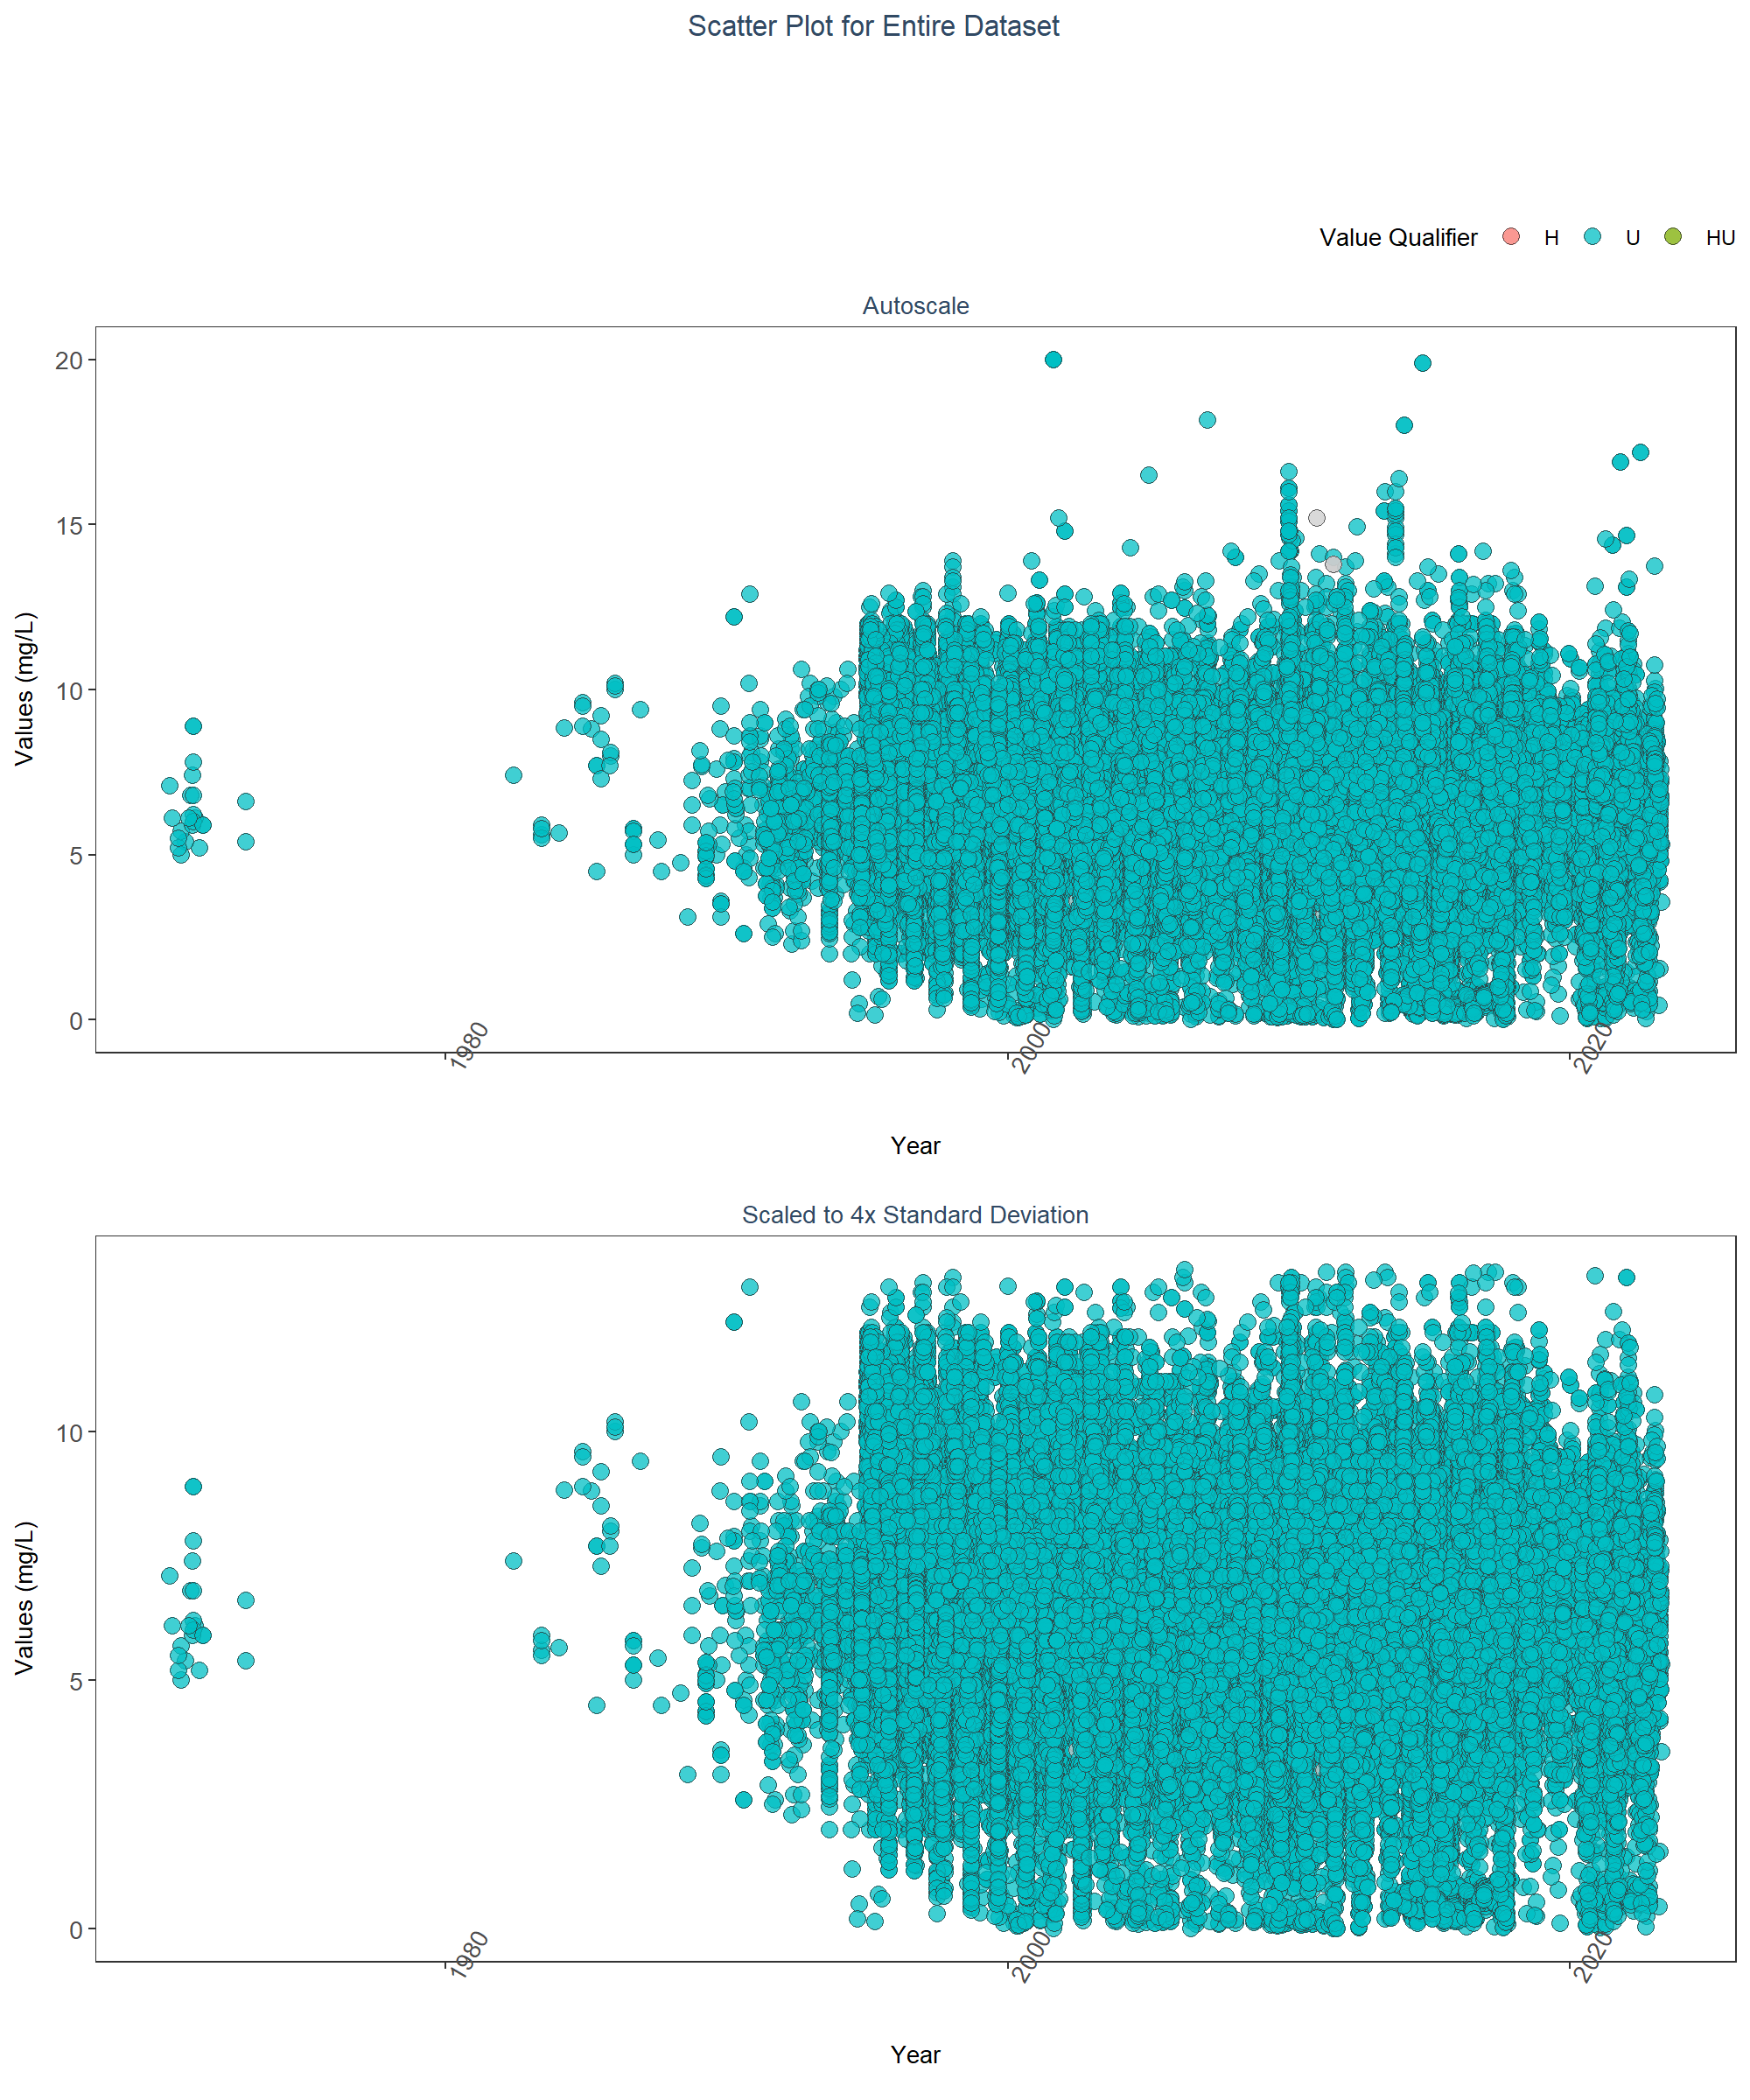 Scatter Plot for Entire Dataset
Value Qualifier H U HU
Autoscale
Values (mg/L)
20
15
10
5
0
1980 2000 2020
Year
Scaled to 4x Standard Deviation
Values (mg/L)
10
5
0
1980 2000 2020
Year